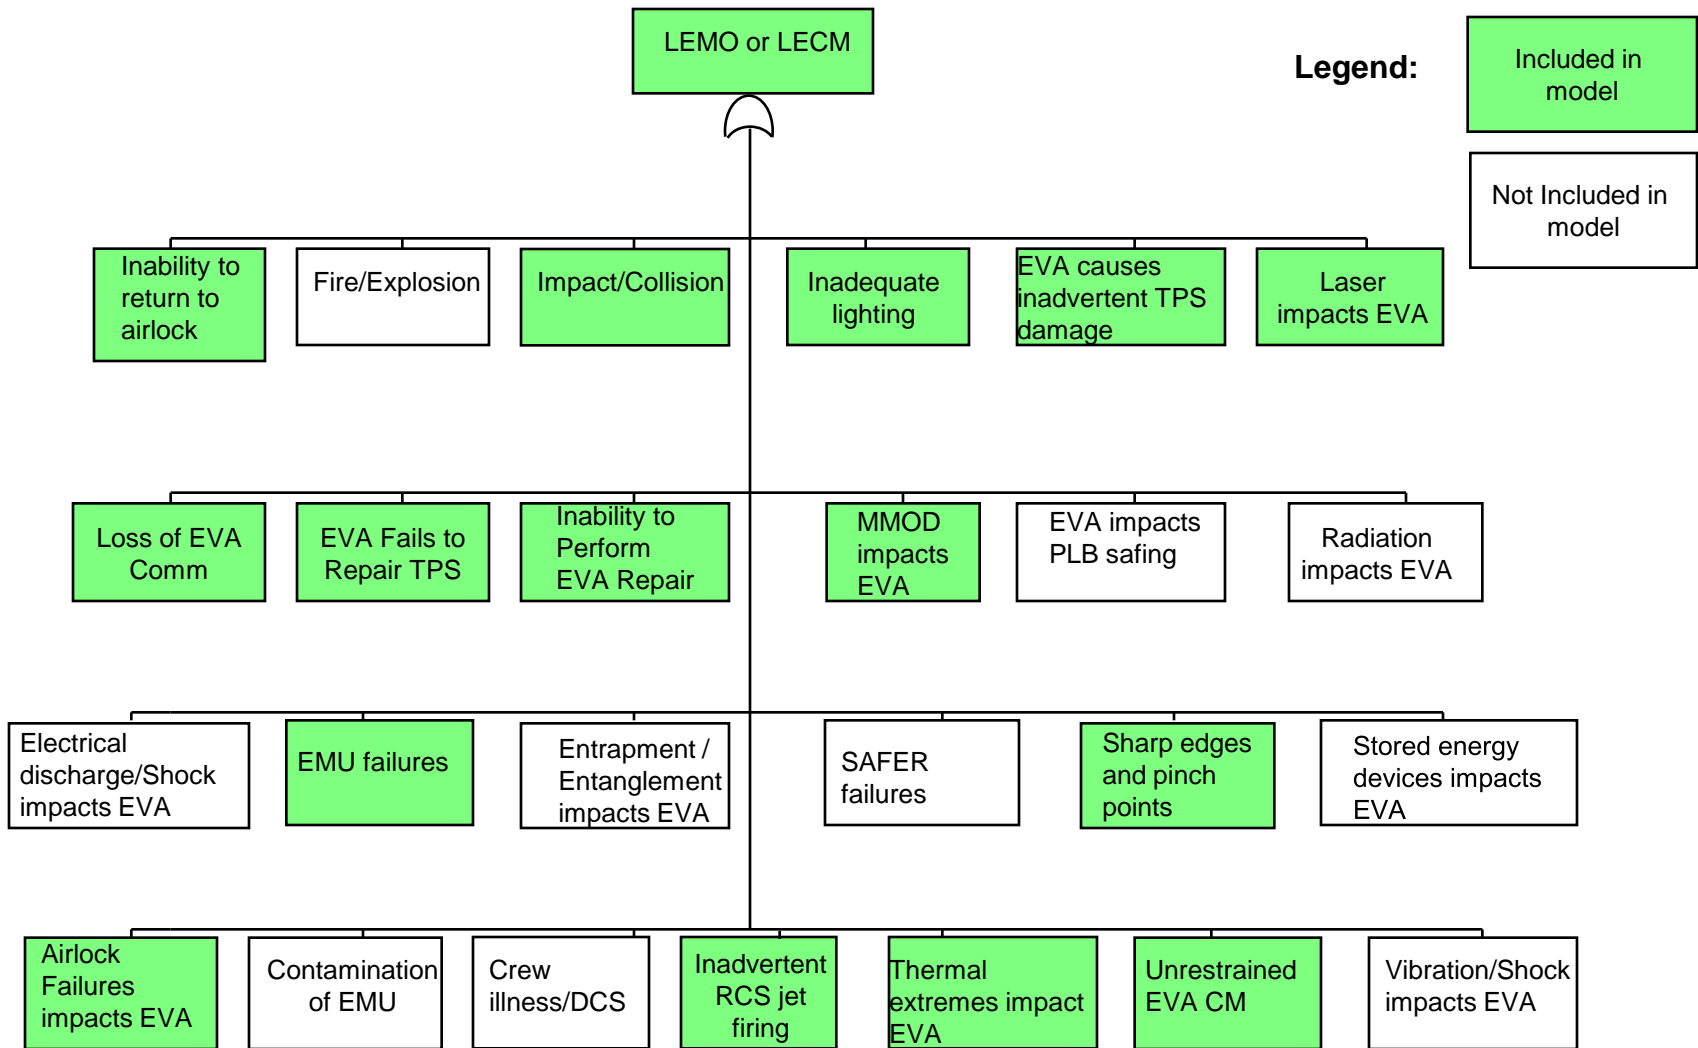 LEMO or LECM
Legend:
Included in
model
Not Included in
model
Inability to
return to
airlock
Fire/Explosion
Impact/Collision
Inadequate
lighting
EVA causes
inadvertent TPS
damage
Laser
impacts EVA
Loss of EVA
Comm
EVA Fails to
Repair TPS
Inability to
Perform
EVA Repair
MMOD
impacts
EVA
EVA impacts
PLB safing
Radiation
impacts EVA
Electrical
discharge/Shock
impacts EVA
EMU failures
Entrapment /
Entanglement
impacts EVA
SAFER
failures
Sharp edges
and pinch
points
Stored energy
devices impacts
EVA
Airlock
Failures
impacts EVA
Contamination
of EMU
Crew
illness/DCS
Inadvertent
RCS jet
firing
Thermal
extremes impact
EVA
Unrestrained
EVA CM
Vibration/Shock
impacts EVA